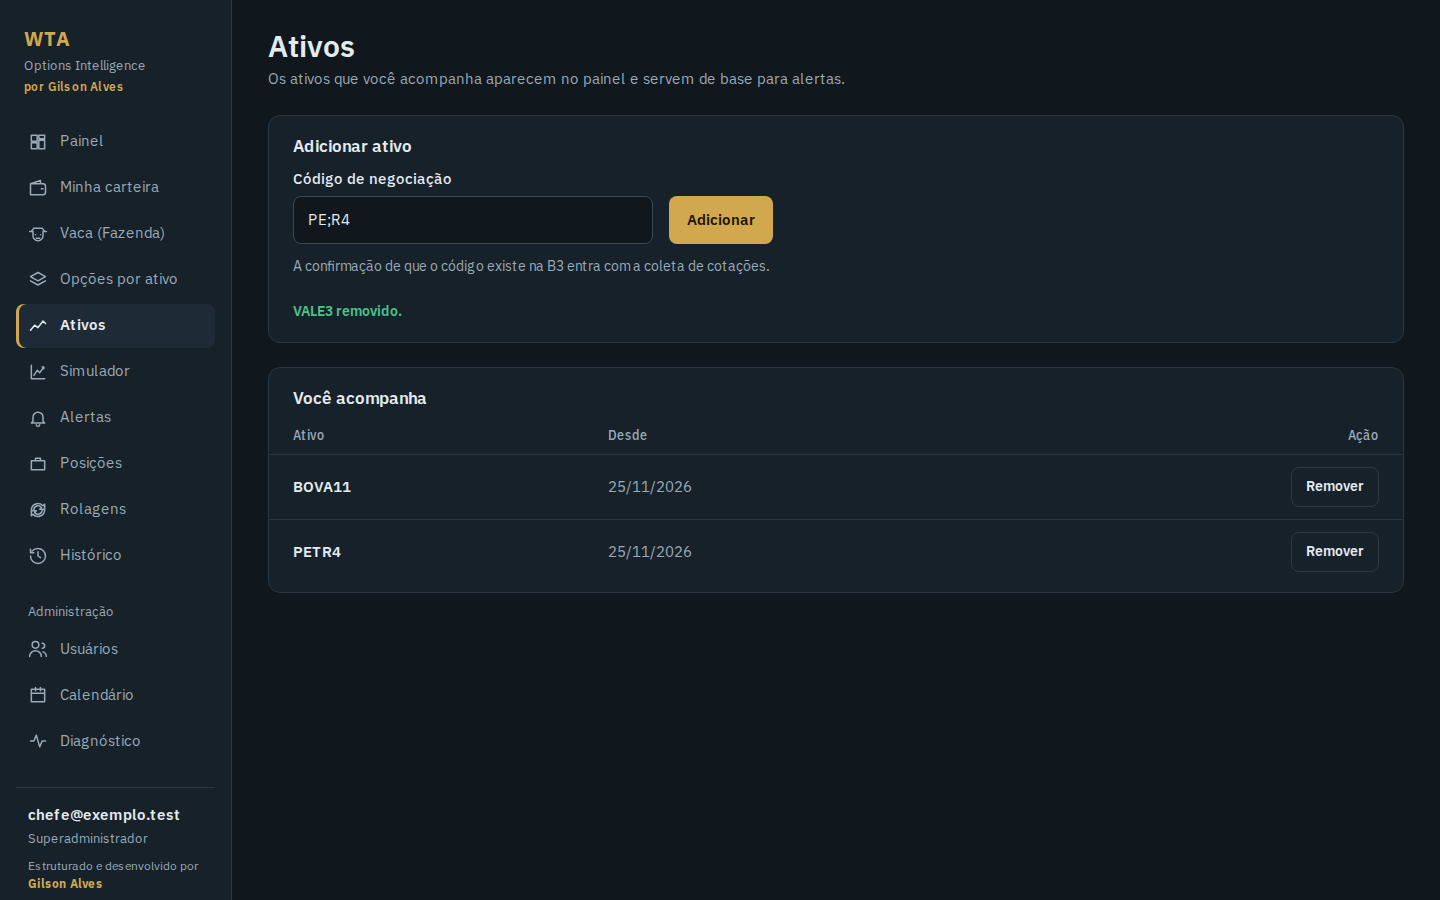 WTA
Options Intelligence
por Gilson Alves
Painel
Minha carteira
Vaca (Fazenda)
Opções por ativo
Ativos
Simulador
Alertas
Posições
Rolagens
Histórico
Administração
Usuários
Calendário
Diagnóstico
chefe@exemplo.test
Superadministrador
Estruturado e desenvolvido por
Gilson Alves
Ativos
Os ativos que você acompanha aparecem no painel e servem de base para alertas.
Adicionar ativo
Código de negociação
PE;R4 Adicionar
A confirmação de que o código existe na B3 entra com a coleta de cotações.
VALE3 removido.
Você acompanha
Ativo Desde Ação
BOVA11 25/11/2026 Remover
PETR4 25/11/2026 Remover